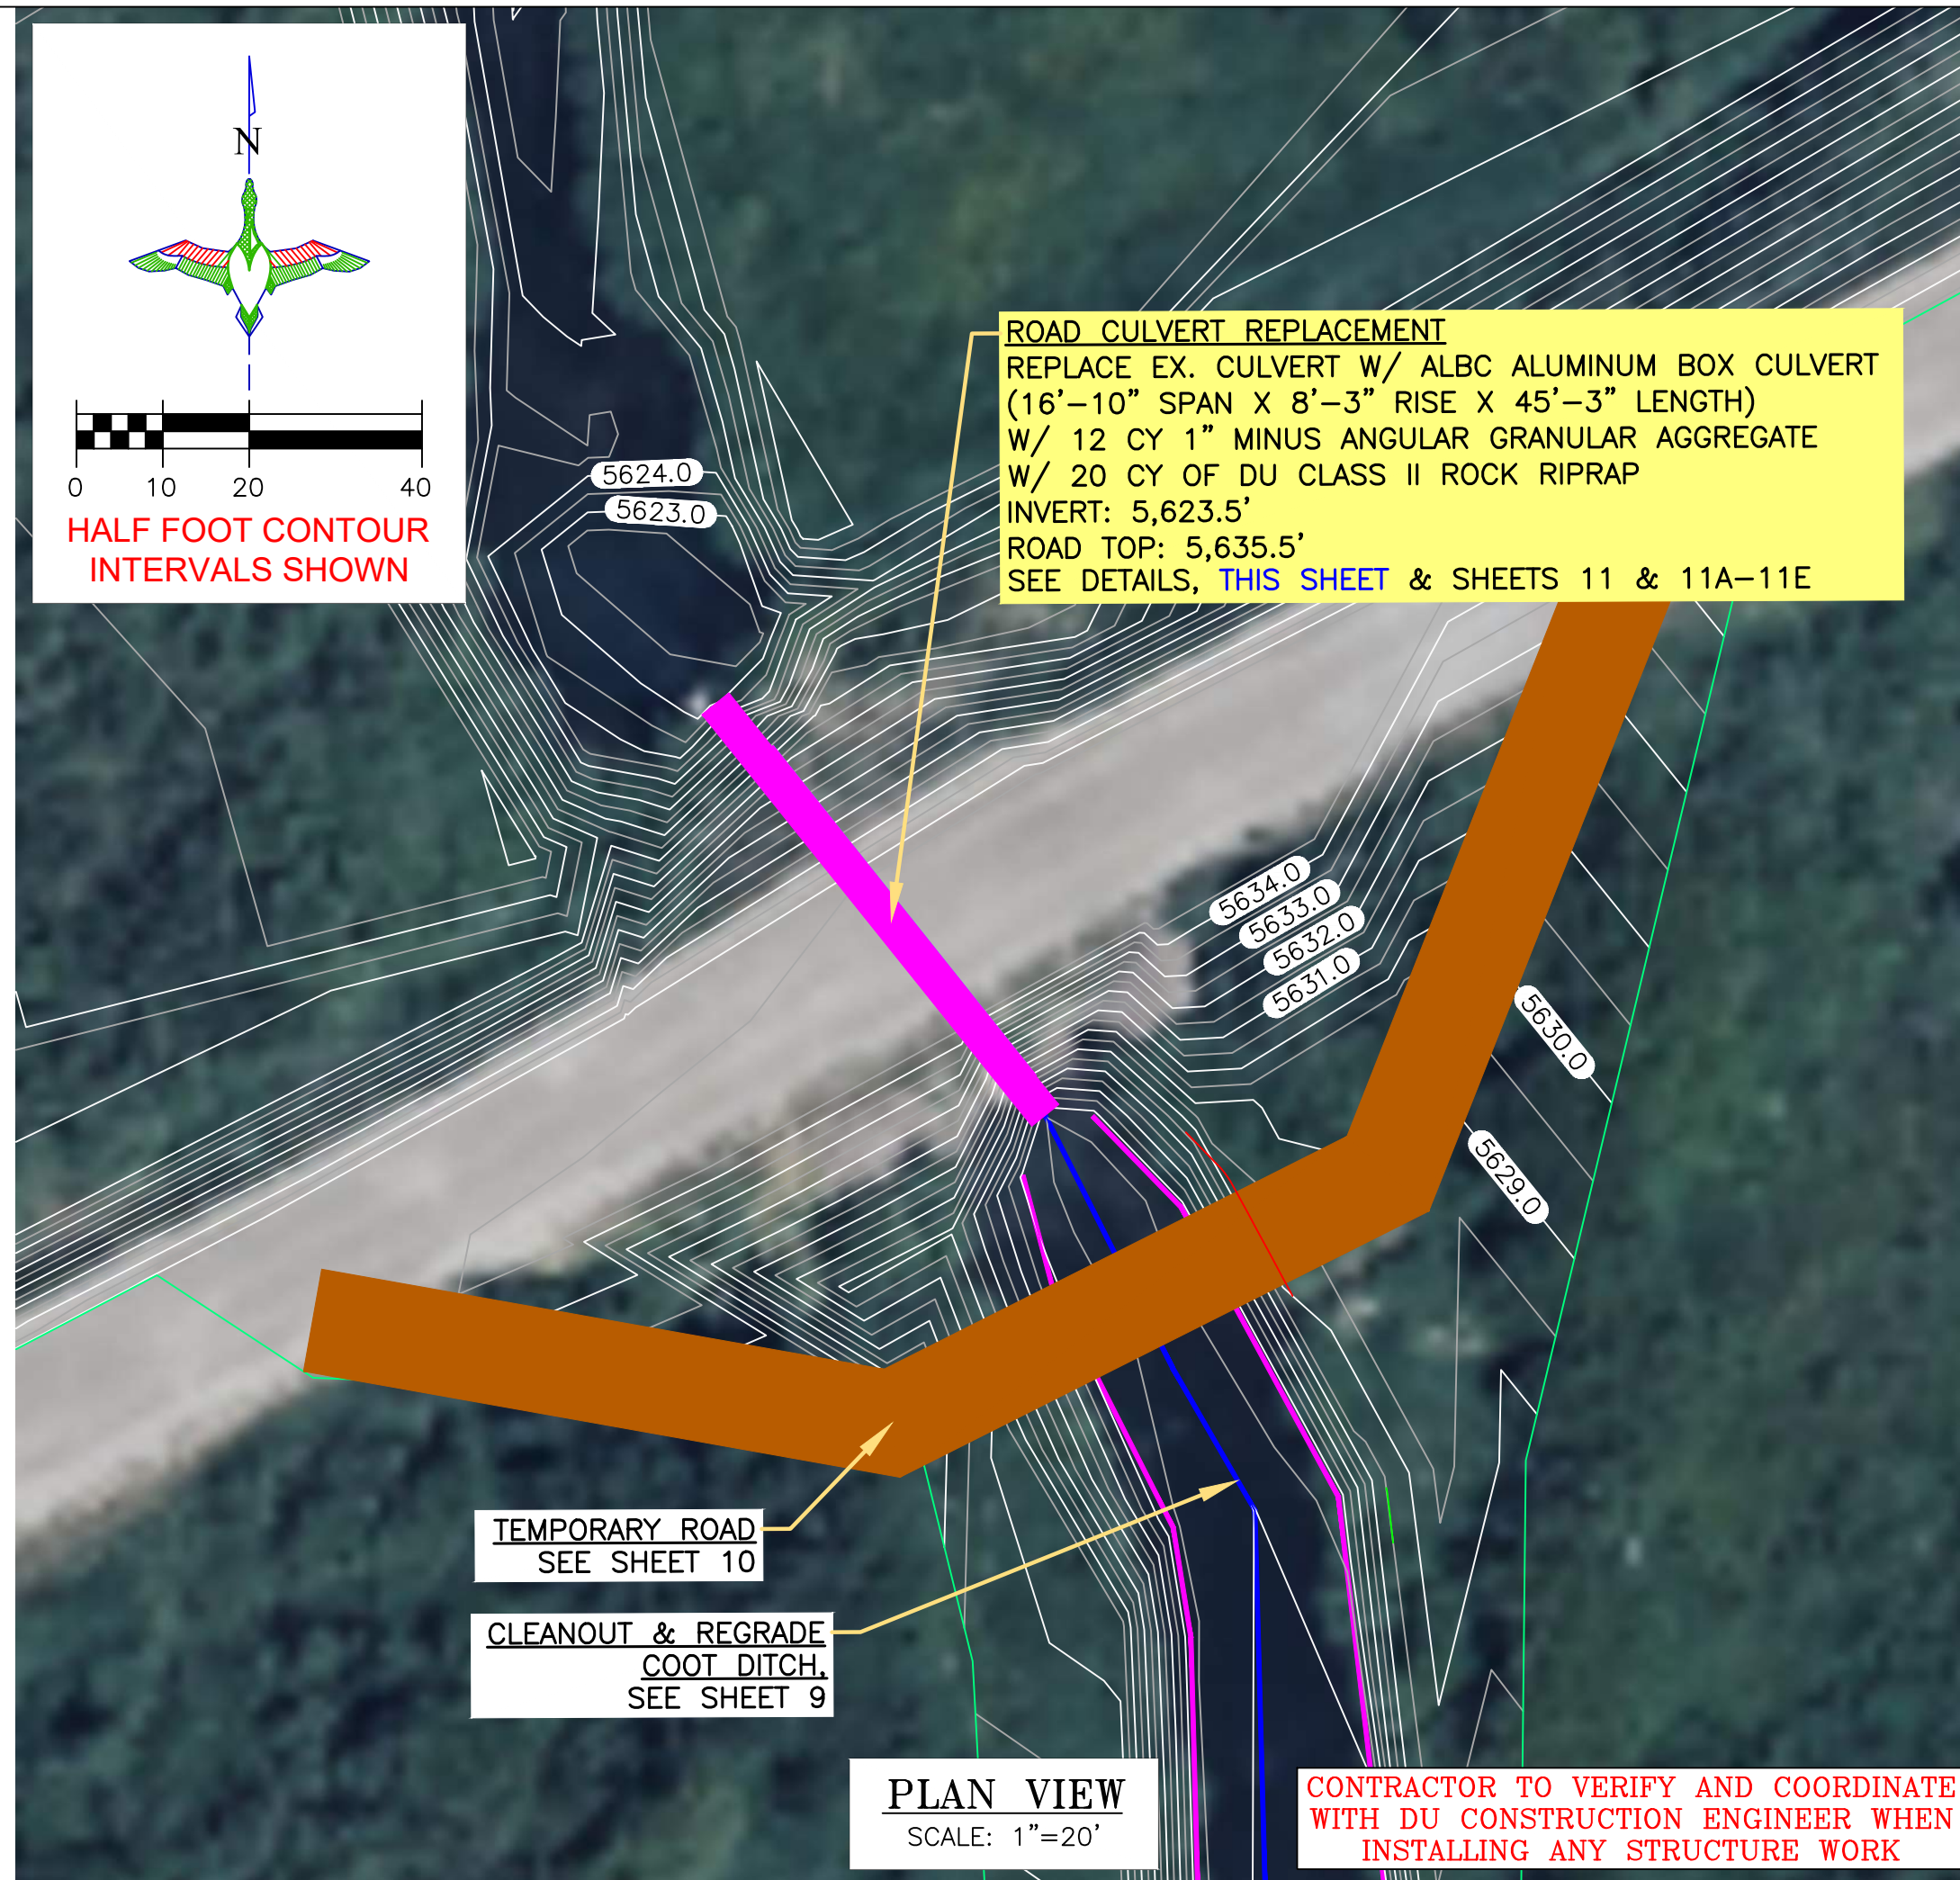 N
0 10 20 40
HALF FOOT CONTOUR
INTERVALS SHOWN
5624.0
5623.0
ROAD CULVERT REPLACEMENT
REPLACE EX. CULVERT W/ ALBC ALUMINUM BOX CULVERT
(16'-10" SPAN X 8'-3" RISE X 45'-3" LENGTH)
W/ 12 CY 1" MINUS ANGULAR GRANULAR AGGREGATE
W/ 20 CY OF DU CLASS II ROCK RIPRAP
INVERT: 5,623.5'
ROAD TOP: 5,635.5'
SEE DETAILS, THIS SHEET & SHEETS 11 & 11A-11E
5634.0
5633.0
5632.0
5631.0
5630.0
5629.0
TEMPORARY ROAD
SEE SHEET 10
CLEANOUT & REGRADE
COOT DITCH,
SEE SHEET 9
PLAN VIEW
SCALE: 1"=20'
CONTRACTOR TO VERIFY AND COORDINATE
WITH DU CONSTRUCTION ENGINEER WHEN
INSTALLING ANY STRUCTURE WORK